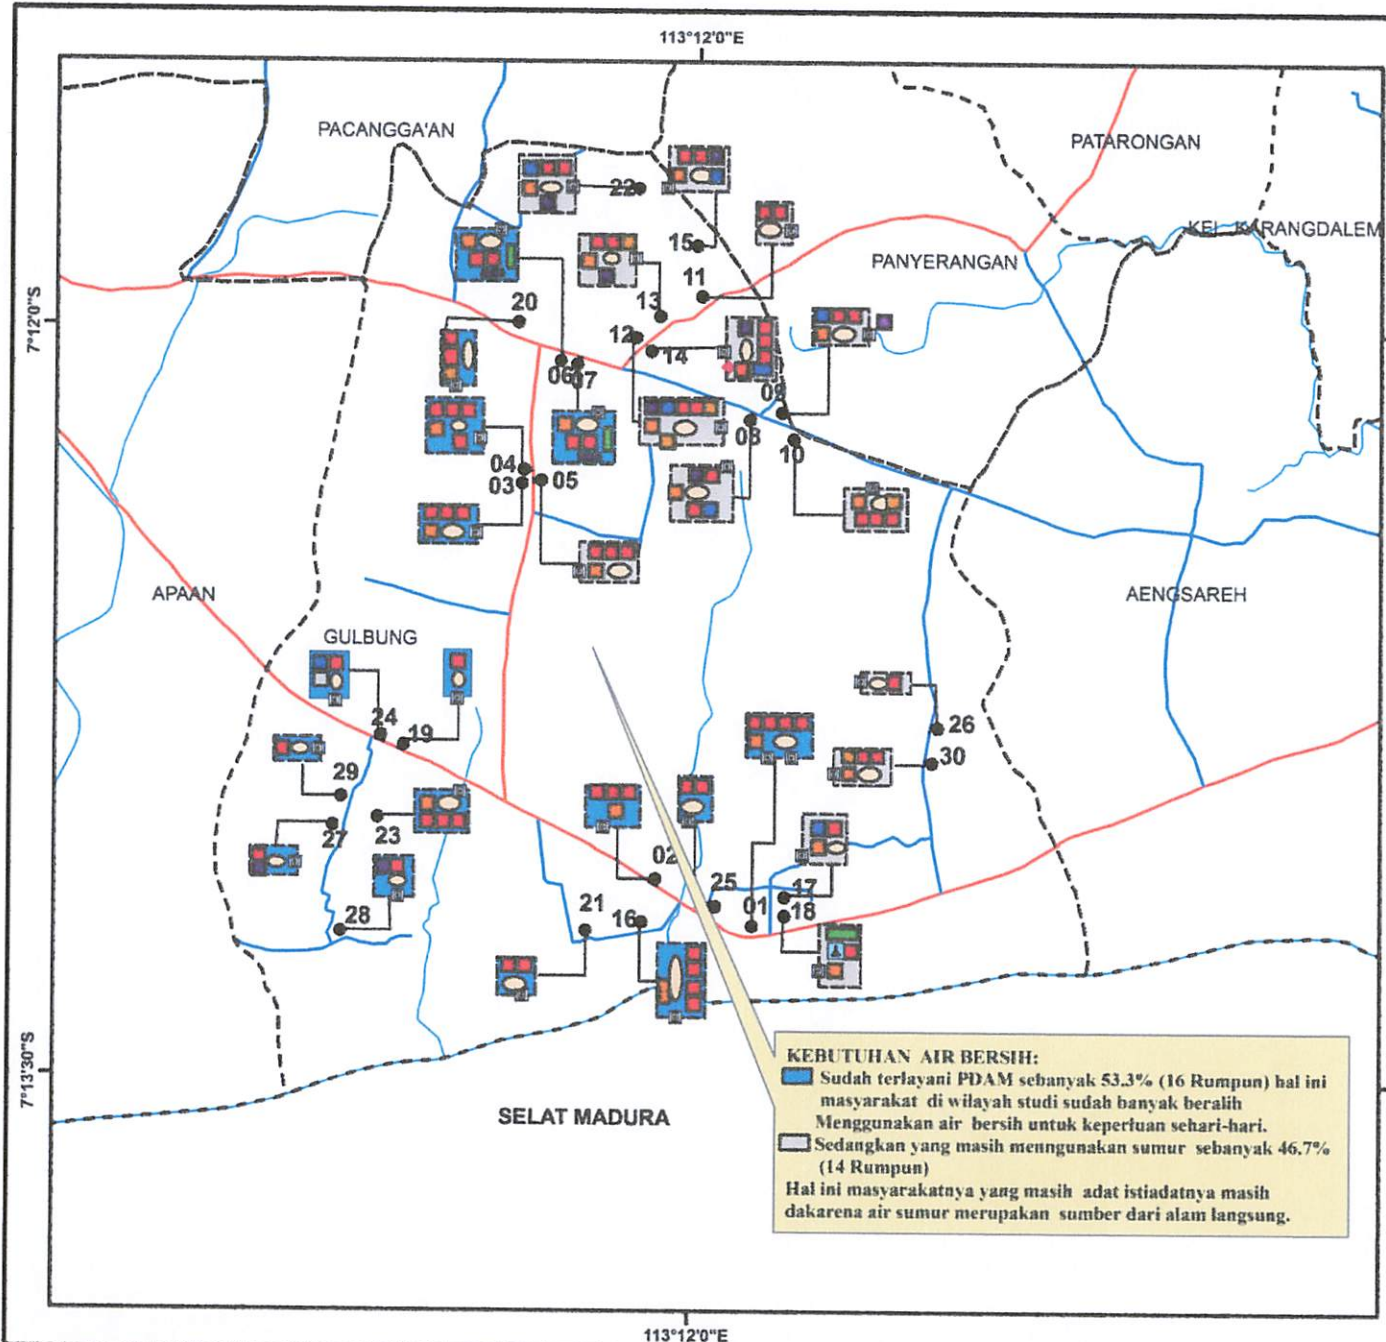 113°12'0"E
PACANGGA'AN
PATARONGAN
22
15
KEL. KARANGDALEM
PANYERANGAN
11
7°12'0"S
20
13
12
14
06
07
09
08
10
04
03
05
APAAN
AENGSAREH
GULBUNG
24
19
26
29
30
27
23
02
25
17
01
18
28
21
16
KEBUTUHAN AIR BERSIH:
Sudah terlayani PDAM sebanyak 53.3% (16 Rumpun) hal ini
masyarakat di wilayah studi sudah banyak beralih
Menggunakan air bersih untuk keperluan sehari-hari.
Sedangkan yang masih menngunakan sumur sebanyak 46.7%
(14 Rumpun)
Hal ini masyarakatnya yang masih adat istiadatnya masih
dakarena air sumur merupakan sumber dari alam langsung.
7°13'30"S
SELAT MADURA
113°12'0"E